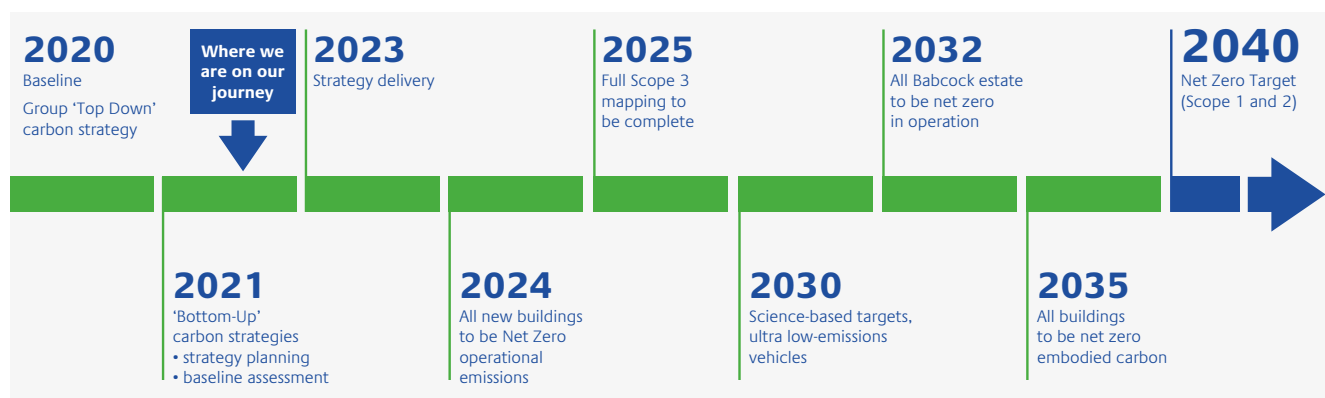 2020
Baseline
Group ‘Top Down’
carbon strategy
Where we
are on our
journey
2023
Strategy delivery
2025
Full Scope 3
mapping to
be complete
2032
All Babcock estate
to be net zero
in operation
2040
Net Zero Target
(Scope 1 and 2)
2021
‘Bottom-Up’
carbon strategies
• strategy planning
• baseline assessment
2024
All new buildings
to be Net Zero
operational
emissions
2030
Science-based targets,
ultra low-emissions
vehicles
2035
All buildings
to be net zero
embodied carbon